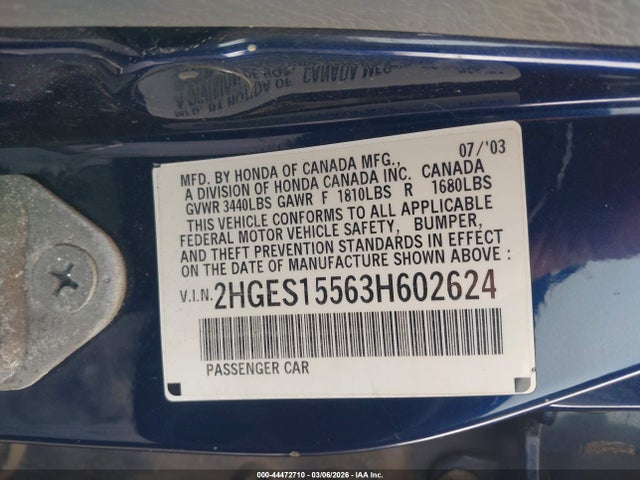 07/'03
MFD. BY HONDA OF CANADA MFG.,
A DIVISION OF HONDA CANADA INC. CANADA
GVWR 3440LBS GAWR F 1810LBS R 1680LBS
THIS VEHICLE CONFORMS TO ALL APPLICABLE
FEDERAL MOTOR VEHICLE SAFETY, BUMPER,
AND THEFT PREVENTION STANDARDS IN EFFECT
ON THE DATE OF MANUFACTURE SHOWN ABOVE :
V.I.N. 2HGES15563H602624
PASSENGER CAR
000-44472710 - 03/06/2026 - IAA Inc.